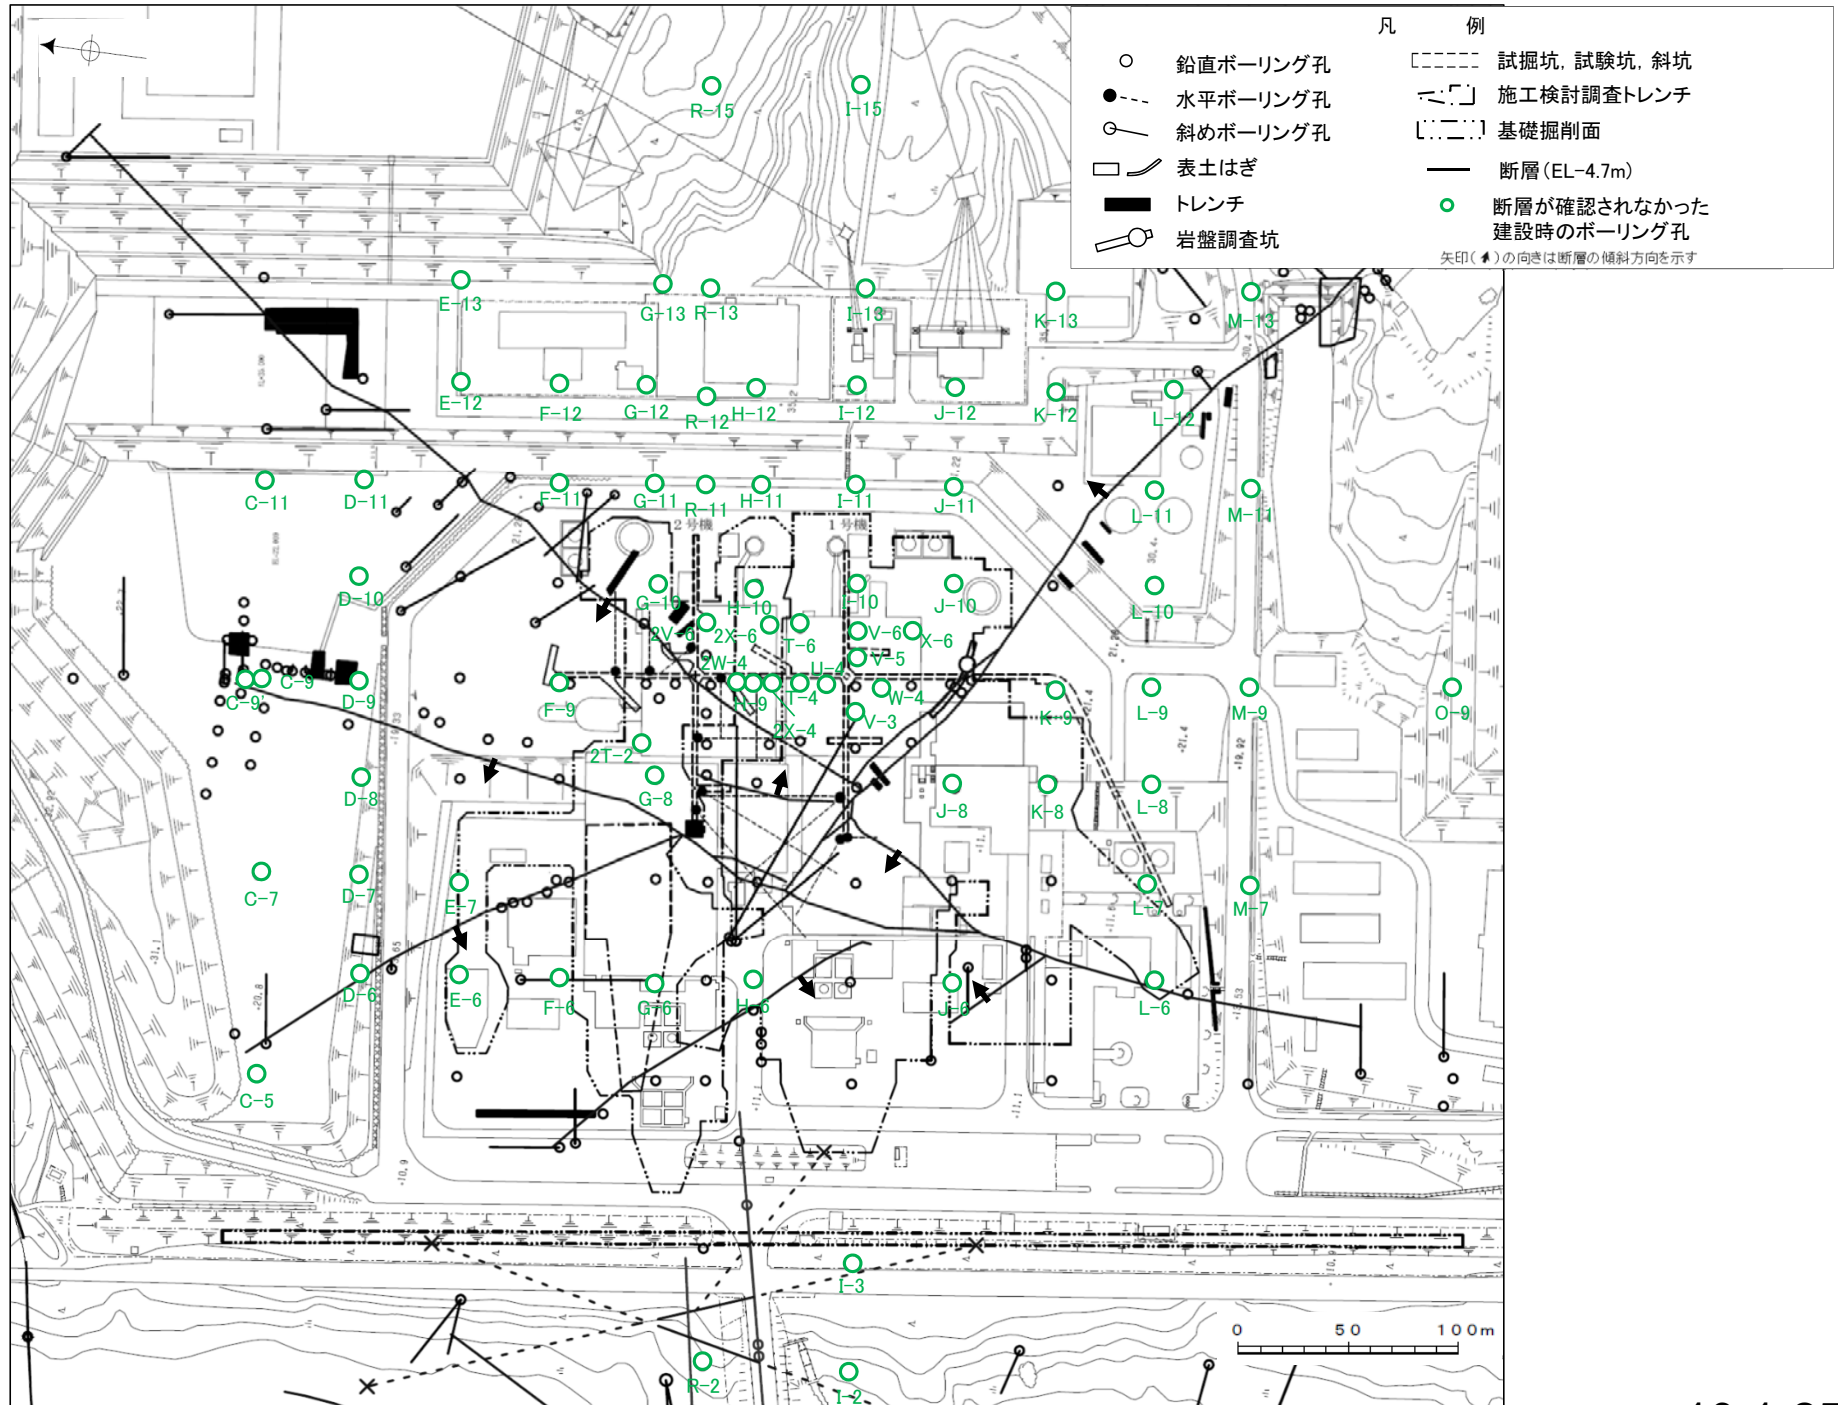 凡 例
鉛直ボーリング孔
水平ボーリング孔
斜めボーリング孔
表土はぎ
トレンチ
岩盤調査坑
試掘坑, 試験坑, 斜坑
施工検討調査トレンチ
基礎掘削面
断層(EL-4.7m)
断層が確認されなかった
建設時のボーリング孔
矢印( )の向きは断層の傾斜方向を示す
R-15 I-15
E-13 G-13 R-13 I-13 K-13 M-13
E-12 F-12 G-12 R-12 H-12 I-12 J-12 K-12 L-12
C-11 D-11 F-11 G-11 R-11 H-11 I-11 J-11 L-11 M-11
2号機 1号機
D-10 G-10 H-10 I-10 J-10 L-10
2V-6 2X-6 T-6 V-6 X-6
V-5
2W-4 U-4
C-9' C-9 D-9 F-9 H-9 T-4 W-4 K-9 L-9 M-9 O-9
2X-4 V-3
2T-2
D-8 G-8 J-8 K-8 L-8
C-7 D-7 E-7 L-7 M-7
D-6 E-6 F-6 G-6 H-6 J-6 L-6
C-5
I-3
R-2 I-2
0 50 100m